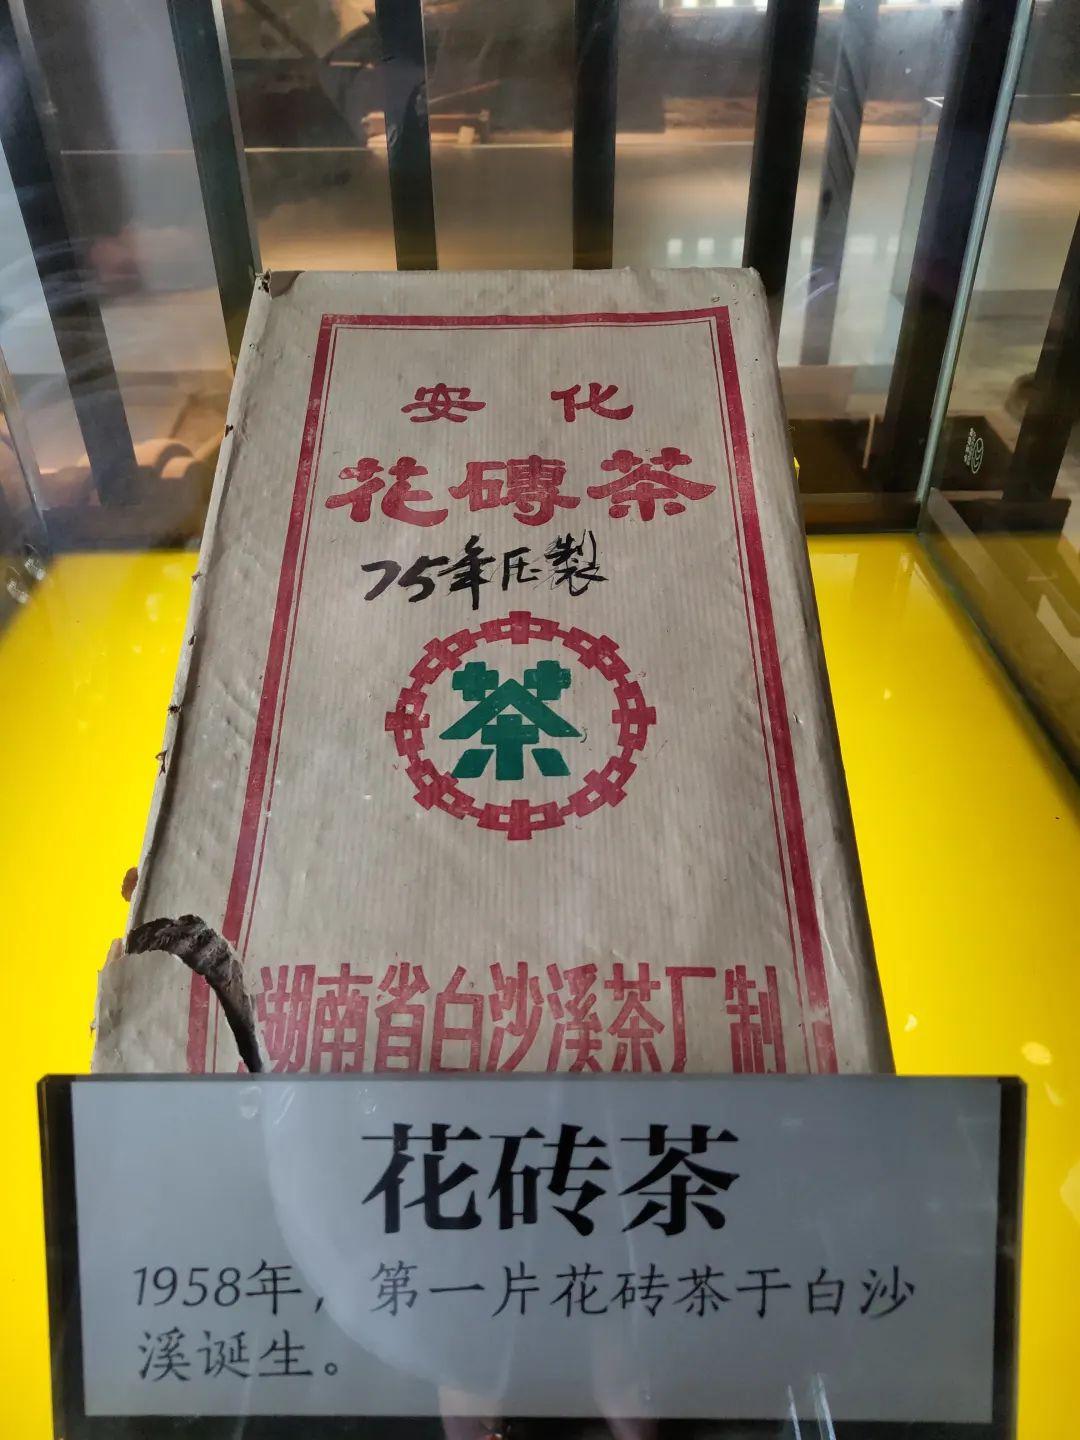 安化
花磚茶
75年压製
茶
湖南省白沙溪茶厂制
花砖茶
1958年，第一片花砖茶于白沙
溪诞生。